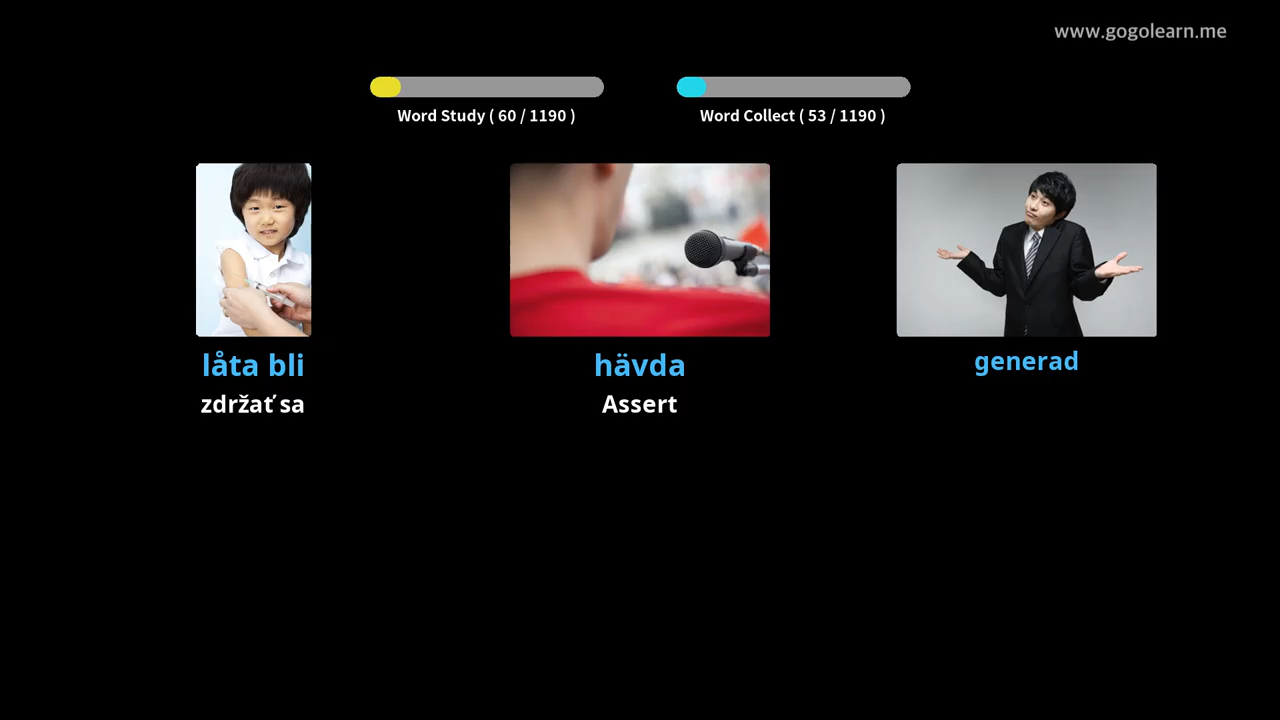 www.gogolearn.me
Word Study ( 60 / 1190 )
Word Collect ( 53 / 1190 )
låta bli
zdržať sa
hävda
Assert
generad